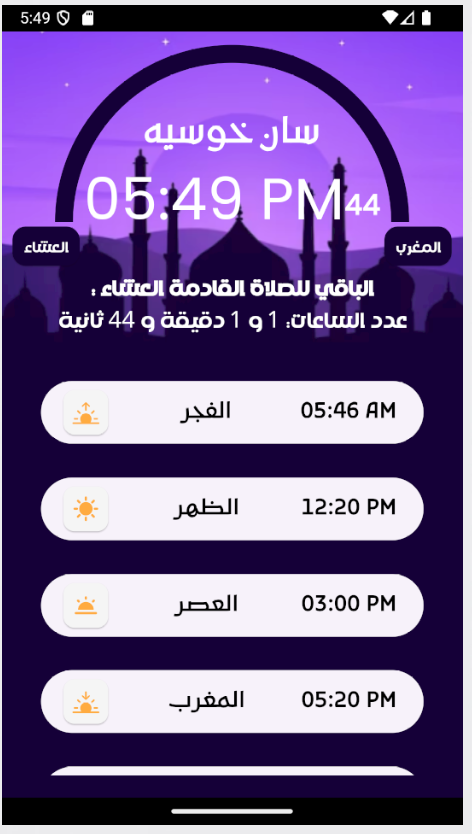 5:49
سان خوسيه
05:49 PM44
المغرب
العشاء
الباقي للصلاة القادمة العشاء :
عدد الساعات: 1 و 1 دقيقة و 44 ثانية
05:46 AM الفجر
12:20 PM الظهر
03:00 PM العصر
05:20 PM المغرب